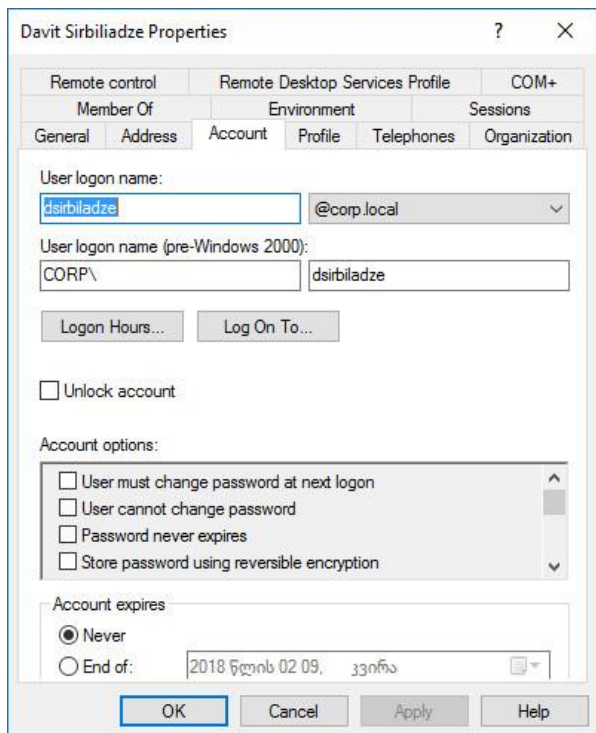 Davit Sirbiliadze Properties ? ×
Remote control Remote Desktop Services Profile COM+
Member Of Environment Sessions
General Address Account Profile Telephones Organization
User logon name:
dsirbiladze @corp.local
User logon name (pre-Windows 2000):
CORP\ dsirbiladze
Logon Hours... Log On To...
Unlock account
Account options:
User must change password at next logon
User cannot change password
Password never expires
Store password using reversible encryption
Account expires
Never
End of: 2018 წლის 02 09, კვირა
OK Cancel Apply Help